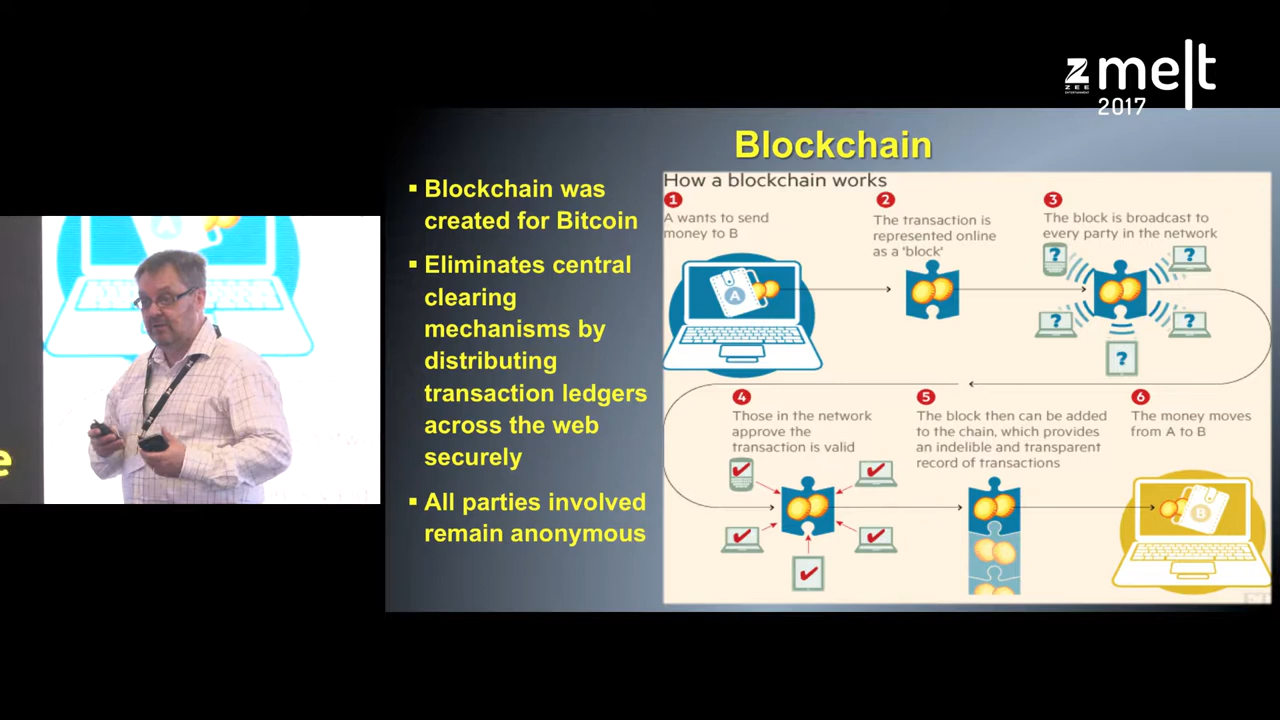 ZEE
melt
2017
Blockchain
▪ Blockchain was
created for Bitcoin
▪ Eliminates central
clearing
mechanisms by
distributing
transaction ledgers
across the web
securely
▪ All parties involved
remain anonymous
How a blockchain works
1
A wants to send
money to B
2
The transaction is
represented online
as a 'block'
3
The block is broadcast to
every party in the network
A
?
?
?
?
?
4
Those in the network
approve the
transaction is valid
5
The block then can be added
to the chain, which provides
an indelible and transparent
record of transactions
6
The money moves
from A to B
B
A
e